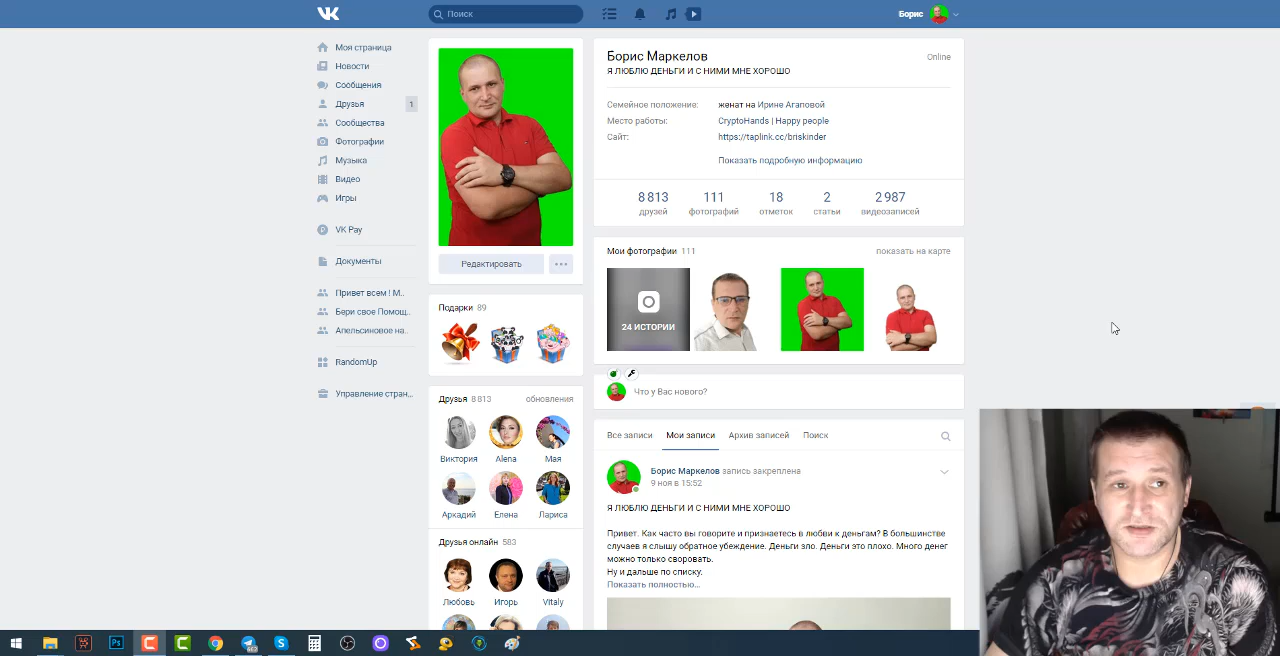 Поиск
Борис
Моя страница
Новости
Сообщения
Друзья
1
Сообщества
Фотографии
Музыка
Видео
Игры
VK Pay
Документы
Привет всем ! М..
Бери свое Помощ..
Апельсиновое на..
RandomUp
Управление стран...
Редактировать
Подарки 89
Друзья 8 813 обновления
Виктория Alena Мая
Аркадий Елена Лариса
Друзья онлайн 583
Любовь Игорь Vitaly
Борис Маркелов Online
Я ЛЮБЛЮ ДЕНЬГИ И С НИМИ МНЕ ХОРОШО
Семейное положение: женат на Ирине Агаповой
Место работы: CryptoHands | Happy people
Сайт: https://taplink.cc/briskinder
Показать подробную информацию
8 813 111 18 2 2 987
друзей фотографий отметок статьи видеозаписей
Мои фотографии 111 показать на карте
24 ИСТОРИИ
Что у Вас нового?
Все записи Мои записи Архив записей Поиск
Борис Маркелов запись закреплена
9 ноя в 15:52
Я ЛЮБЛЮ ДЕНЬГИ И С НИМИ МНЕ ХОРОШО
Привет. Как часто вы говорите и признаетесь в любви к деньгам? В большинстве
случаев я слышу обратное убеждение. Деньги зло. Деньги это плохо. Много денег
можно только своровать.
Ну и дальше по списку.
Показать полностью...
Ps